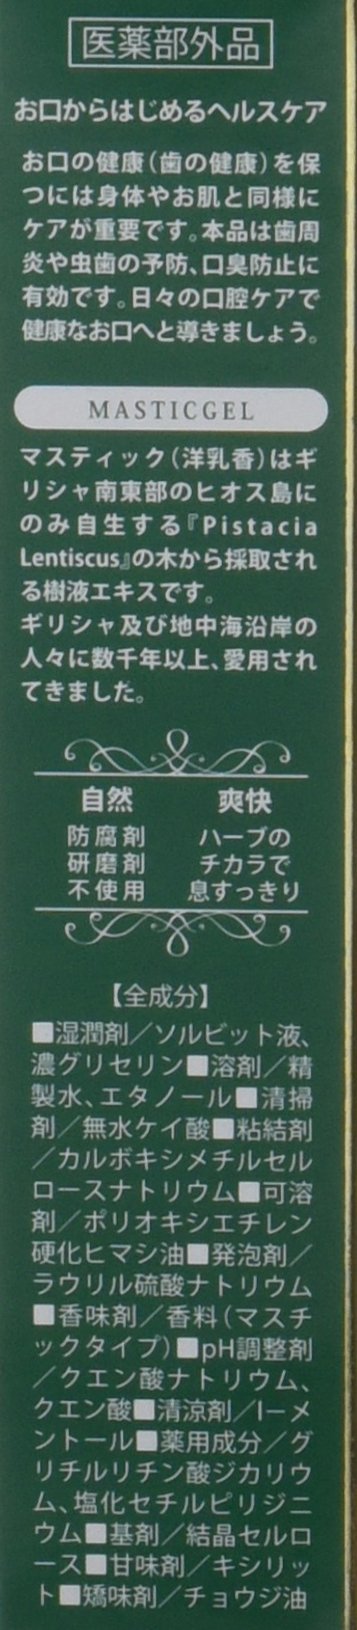 医薬部外品
お口からはじめるヘルスケア
お口の健康(歯の健康)を保
つには身体やお肌と同様に
ケアが重要です。本品は歯周
炎や虫歯の予防、口臭防止に
有効です。日々の口腔ケアで
健康なお口へと導きましょう。
MASTICGEL
マスティック(洋乳香)はギ
リシャ南東部のヒオス島に
のみ自生する『Pistacia
Lentiscus』の木から採取され
る樹液エキスです。
ギリシャ及び地中海沿岸の
人々に数千年以上、愛用され
てきました。
自然 爽快
防腐剤 ハーブの
研磨剤 チカラで
不使用 息すっきり
【全成分】
■湿潤剤／ソルビット液、
濃グリセリン■溶剤／精
製水、エタノール■清掃
剤／無水ケイ酸■粘結剤
／カルボキシメチルセル
ロースナトリウム■可溶
剤／ポリオキシエチレン
硬化ヒマシ油■発泡剤／
ラウリル硫酸ナトリウム
■香味剤／香料(マスチ
ックタイプ)■pH調整剤
／クエン酸ナトリウム、
クエン酸■清涼剤／l－メ
ントール■薬用成分／グ
リチルリチン酸ジカリウ
ム、塩化セチルピリジニ
ウム■基剤／結晶セルロ
ース■甘味剤／キシリッ
ト■矯味剤／チョウジ油